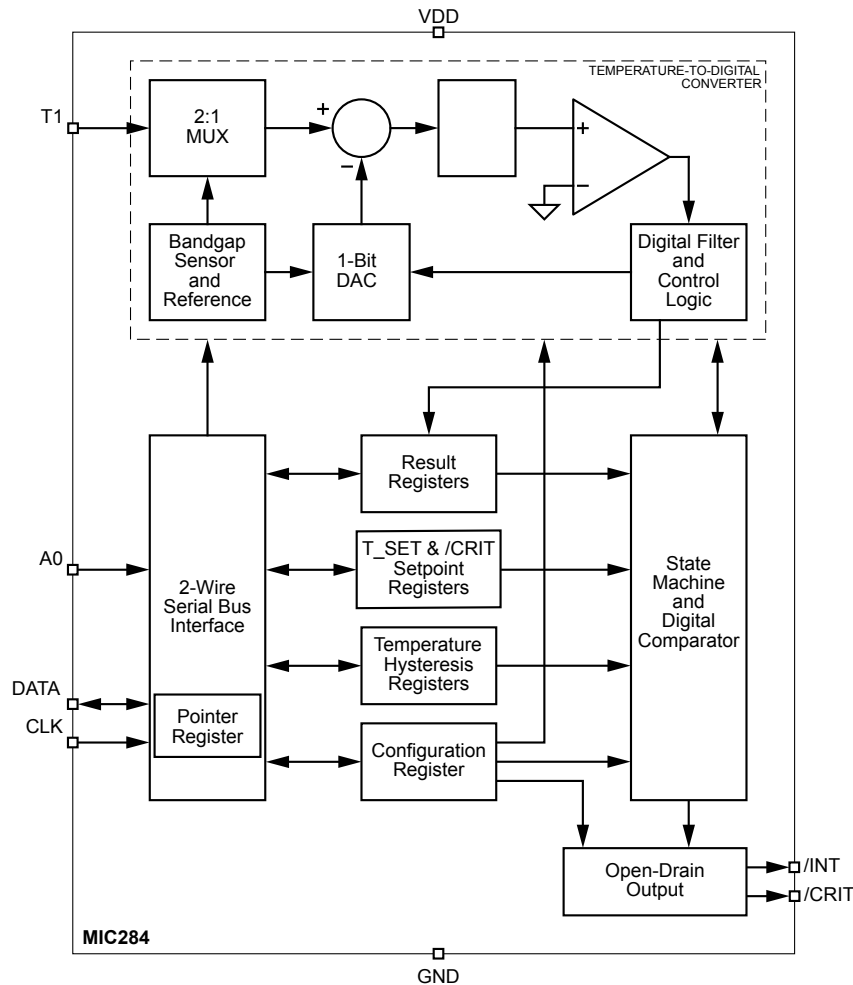 VDD
TEMPERATURE-TO-DIGITAL
CONVERTER
T1
2:1
MUX
+
−
+
−
Bandgap
Sensor
and
Reference
1-Bit
DAC
Digital Filter
and
Control
Logic
Result
Registers
A0
T_SET & /CRIT
Setpoint
Registers
2-Wire
Serial Bus
Interface
State
Machine
and
Digital
Comparator
Temperature
Hysteresis
Registers
DATA
CLK
Pointer
Register
Configuration
Register
Open-Drain
Output
/INT
/CRIT
MIC284
GND